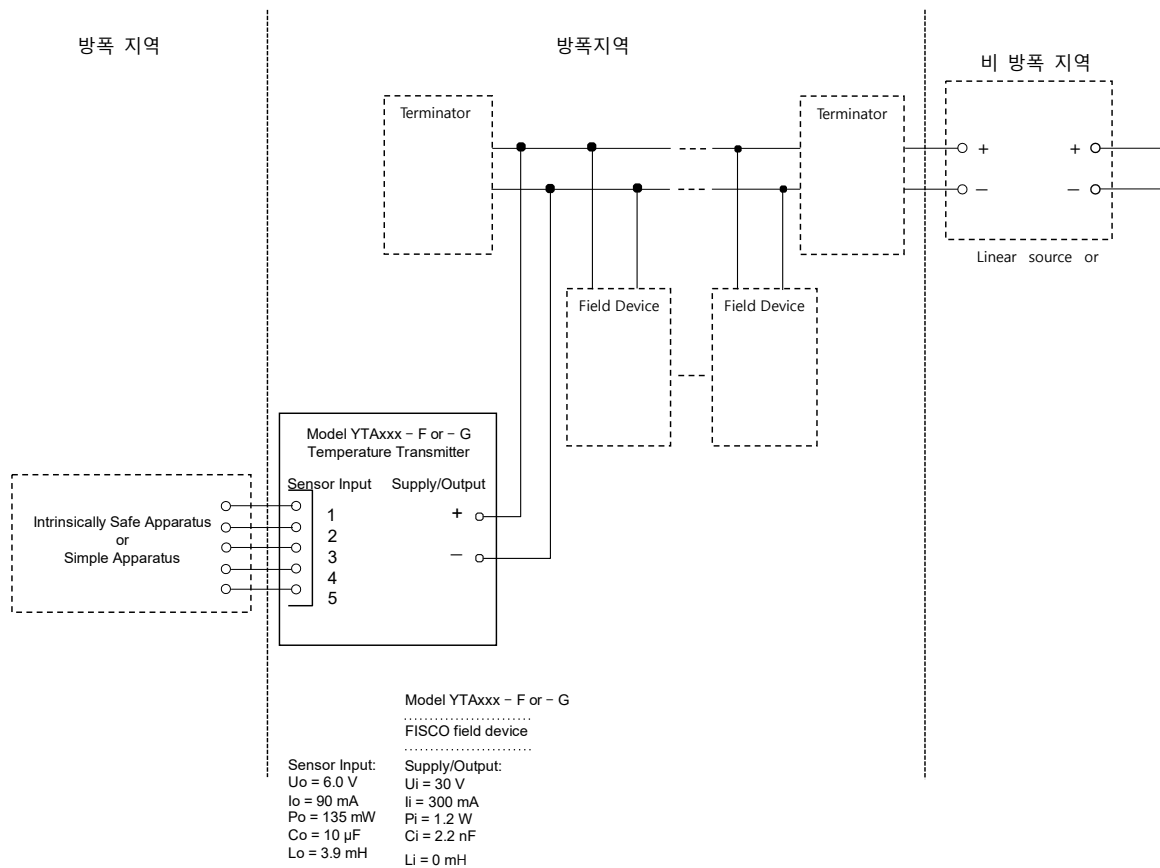 방폭 지역
방폭지역
비 방폭 지역
Terminator
Terminator
+ +
– –
Linear source or
Field Device
Field Device
Model YTAxxx – F or – G
Temperature Transmitter
Sensor Input Supply/Output
Intrinsically Safe Apparatus
or
Simple Apparatus
1
2
3
4
5
+
–
Model YTAxxx – F or – G
FISCO field device
Sensor Input:
Uo = 6.0 V
Io = 90 mA
Po = 135 mW
Co = 10 µF
Lo = 3.9 mH
Supply/Output:
Ui = 30 V
Ii = 300 mA
Pi = 1.2 W
Ci = 2.2 nF
Li = 0 mH